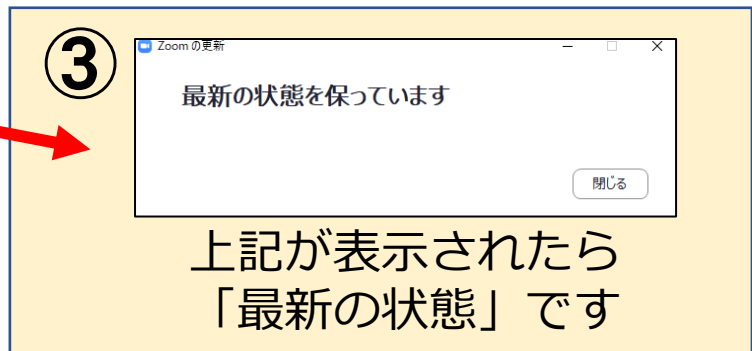 ③
Zoom の更新
最新の状態を保っています
閉じる
上記が表示されたら
「最新の状態」です